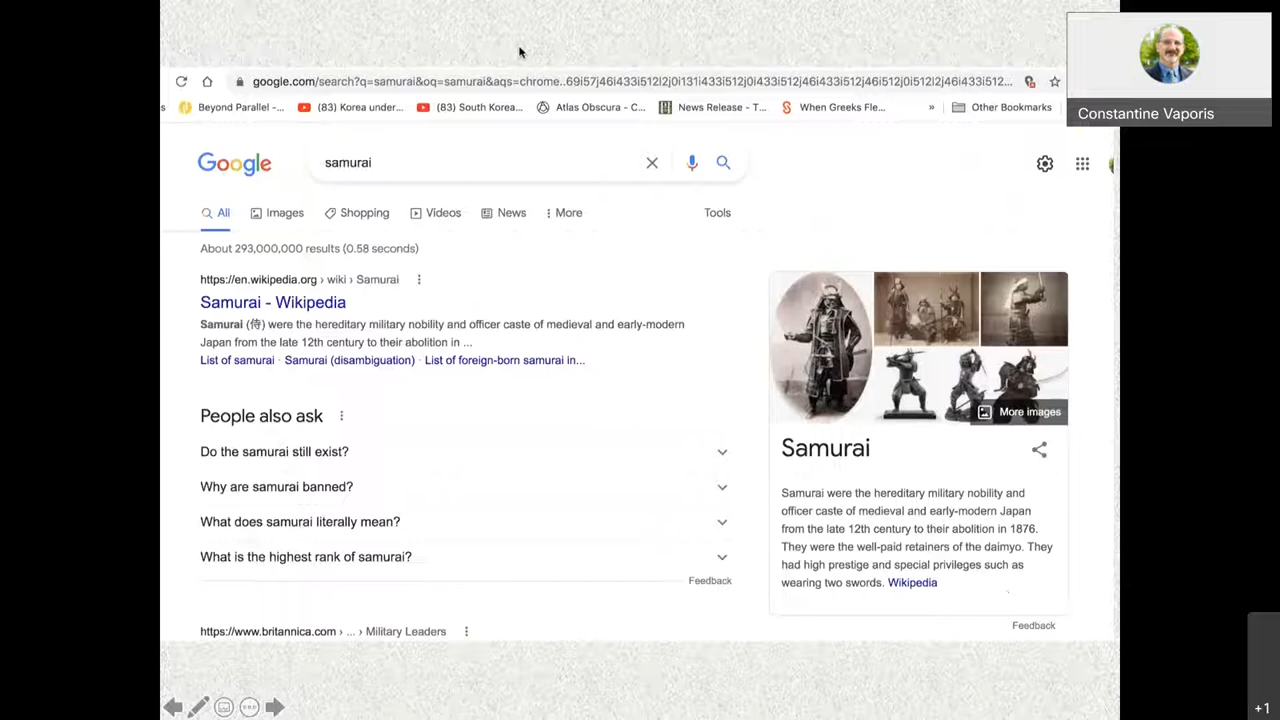 google.com/search?q=samurai&oq=samurai&aqs=chrome..69i57j46i433i512l2j0i131i433i512j0i433i512j46i433i512j46i512j0i512l2j46i433i512...
Beyond Parallel -...
(83) Korea under...
(83) South Korea...
Atlas Obscura - C...
News Release - T...
When Greeks Fle...
»
Other Bookmarks
Constantine Vaporis
Google
samurai
All
Images
Shopping
Videos
News
More
Tools
About 293,000,000 results (0.58 seconds)
https://en.wikipedia.org › wiki › Samurai
Samurai - Wikipedia
Samurai (侍) were the hereditary military nobility and officer caste of medieval and early-modern
Japan from the late 12th century to their abolition in ...
List of samurai · Samurai (disambiguation) · List of foreign-born samurai in...
People also ask
Do the samurai still exist?
Why are samurai banned?
What does samurai literally mean?
What is the highest rank of samurai?
Feedback
https://www.britannica.com › ... › Military Leaders
More images
Samurai
Samurai were the hereditary military nobility and
officer caste of medieval and early-modern Japan
from the late 12th century to their abolition in 1876.
They were the well-paid retainers of the daimyo. They
had high prestige and special privileges such as
wearing two swords. Wikipedia
Feedback
+1